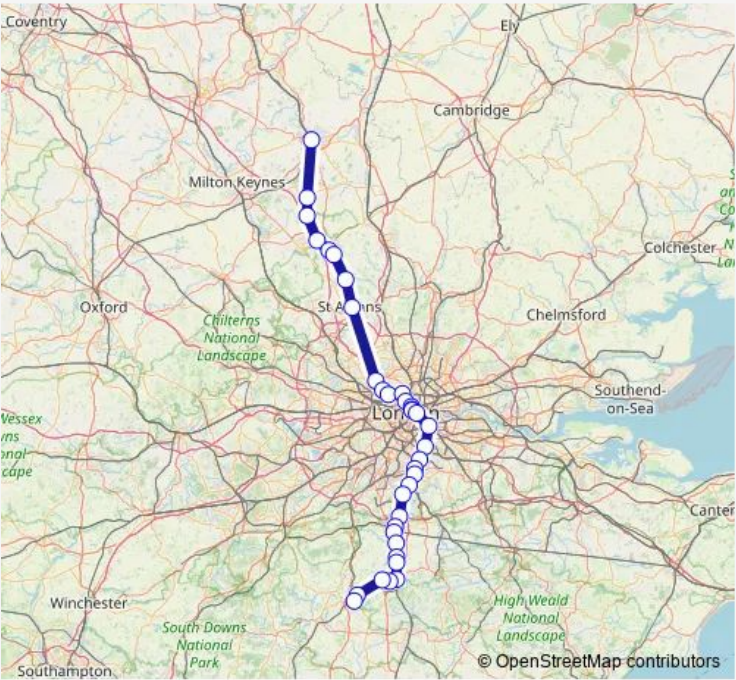 Coventry
Ely
Cambridge
Milton Keynes
Colchester
Oxford
St Albans
Chelmsford
Chilterns
National
Landscape
Southend-
on-Sea
London
Winchester
High Weald
National
Landscape
South Downs
National
Park
Southampton
© OpenStreetMap contributors